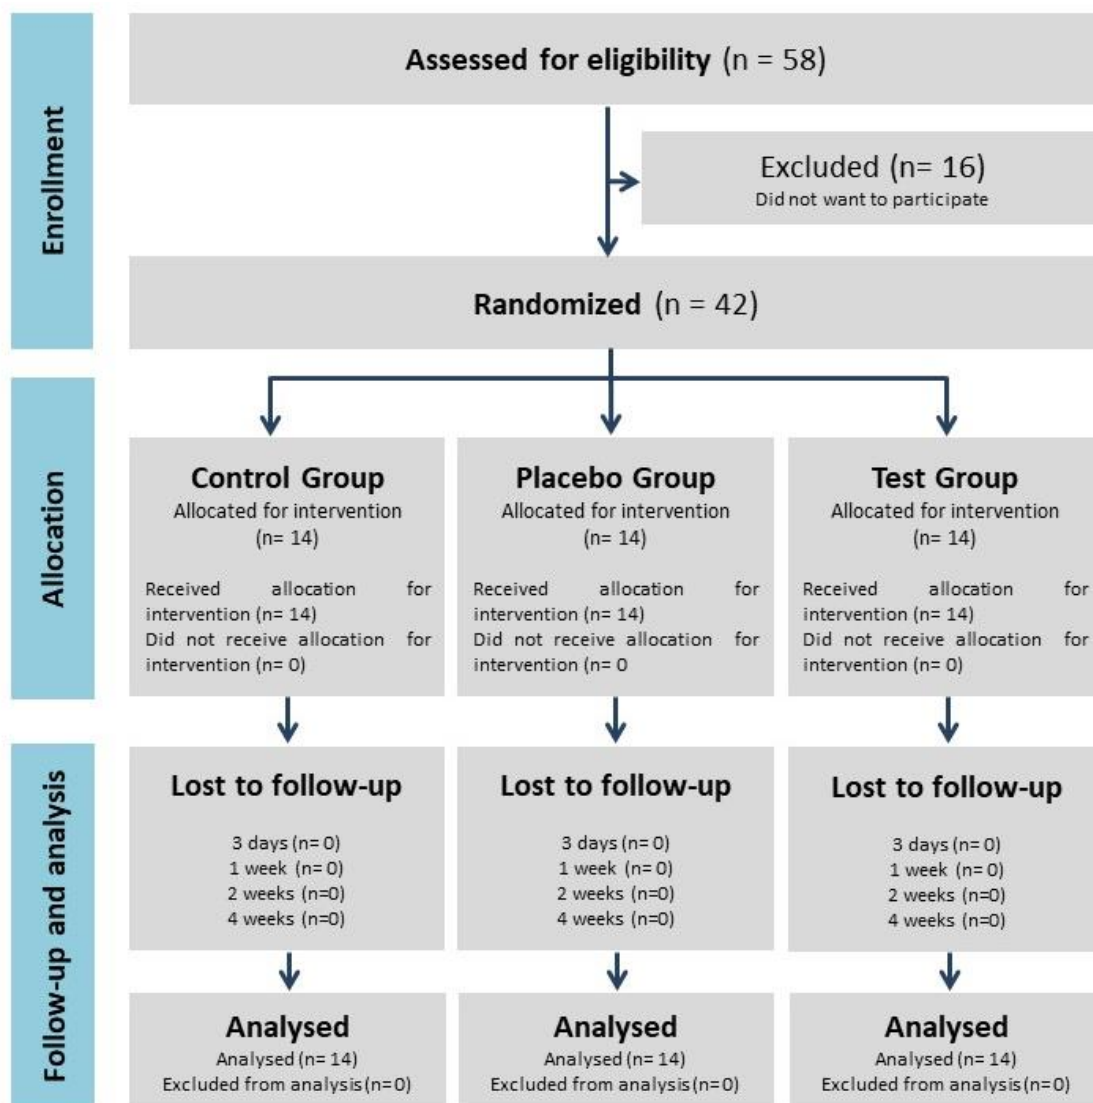 Enrollment
Assessed for eligibility (n = 58)
Excluded (n= 16)
Did not want to participate
Randomized (n = 42)
Allocation
Control Group
Allocated for intervention
(n= 14)
Received allocation for
intervention (n= 14)
Did not receive allocation for
intervention (n= 0)
Placebo Group
Allocated for intervention
(n= 14)
Received allocation for
intervention (n= 14)
Did not receive allocation for
intervention (n= 0
Test Group
Allocated for intervention
(n= 14)
Received allocation for
intervention (n= 14)
Did not receive allocation for
intervention (n= 0)
Follow-up and analysis
Lost to follow-up
3 days (n= 0)
1 week (n= 0)
2 weeks (n=0)
4 weeks (n=0)
Lost to follow-up
3 days (n= 0)
1 week (n= 0)
2 weeks (n=0)
4 weeks (n=0)
Lost to follow-up
3 days (n= 0)
1 week (n= 0)
2 weeks (n=0)
4 weeks (n=0)
Analysed
Analysed (n= 14)
Excluded from analysis (n= 0)
Analysed
Analysed (n= 14)
Excluded from analysis (n= 0)
Analysed
Analysed (n= 14)
Excluded from analysis (n= 0)